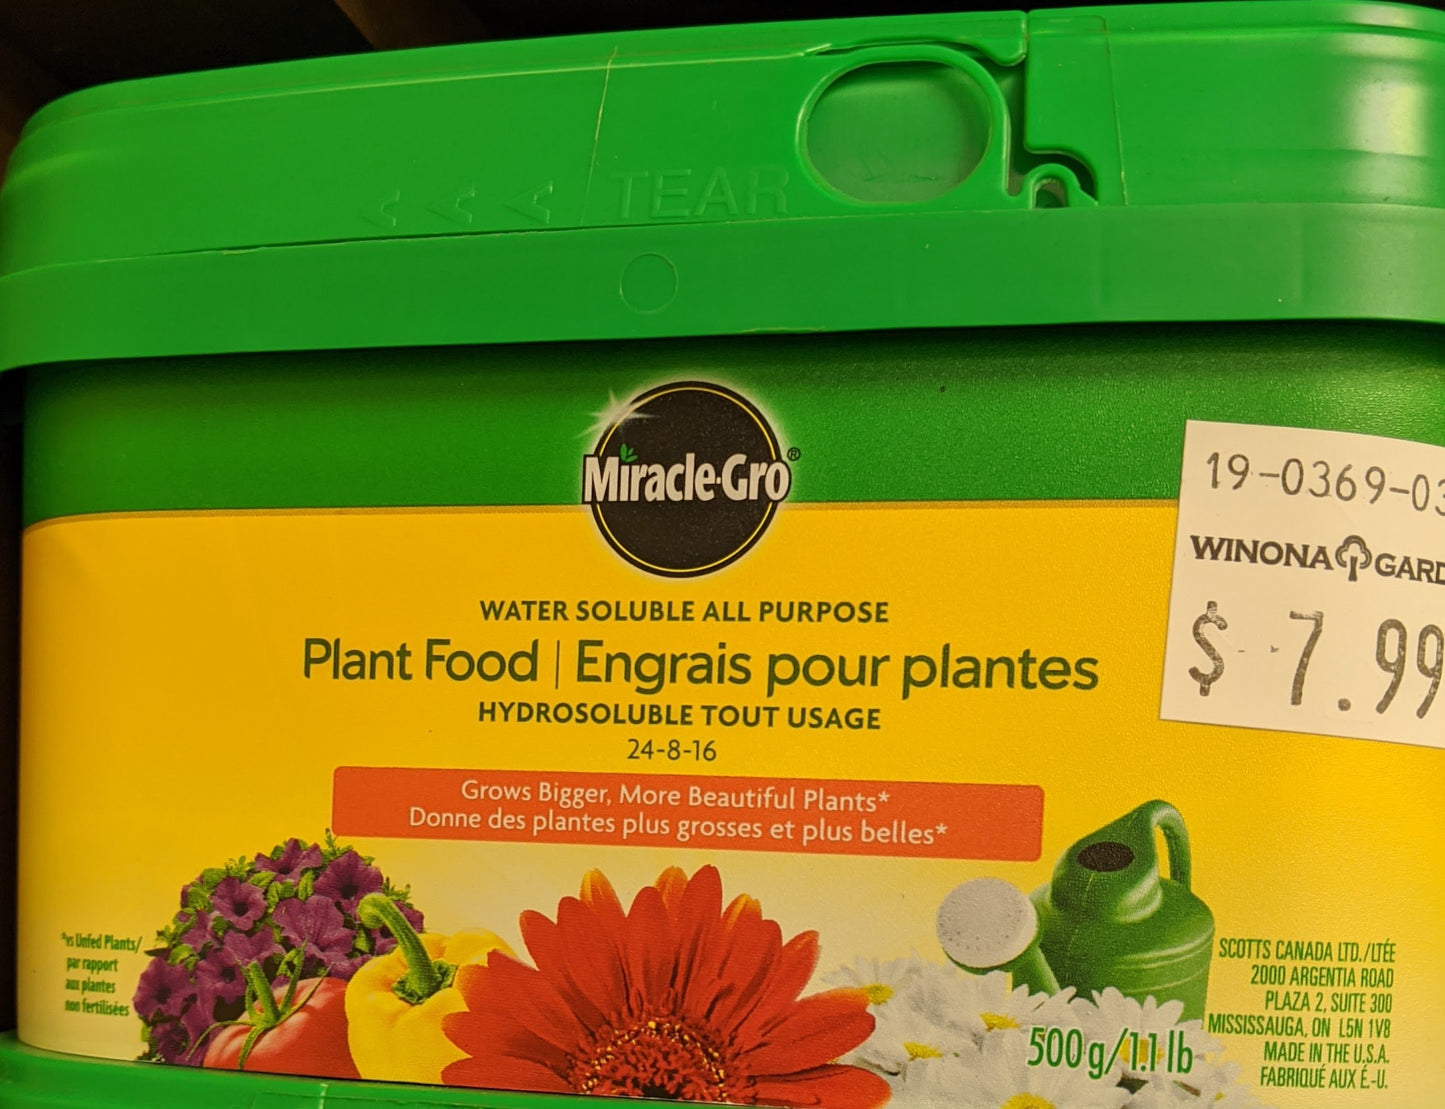 TEAR
Miracle-Gro®
19-0369-03
WINONA GARD
$ 7.99
WATER SOLUBLE ALL PURPOSE
Plant Food | Engrais pour plantes
HYDROSOLUBLE TOUT USAGE
24-8-16
Grows Bigger, More Beautiful Plants*
Donne des plantes plus grosses et plus belles*
*vs Unfed Plants/
par rapport
aux plantes
non fertilisées
500 g/1.1 lb
SCOTTS CANADA LTD./LTÉE
2000 ARGENTIA ROAD
PLAZA 2, SUITE 300
MISSISSAUGA, ON L5N 1V8
MADE IN THE U.S.A.
FABRIQUÉ AUX É.-U.